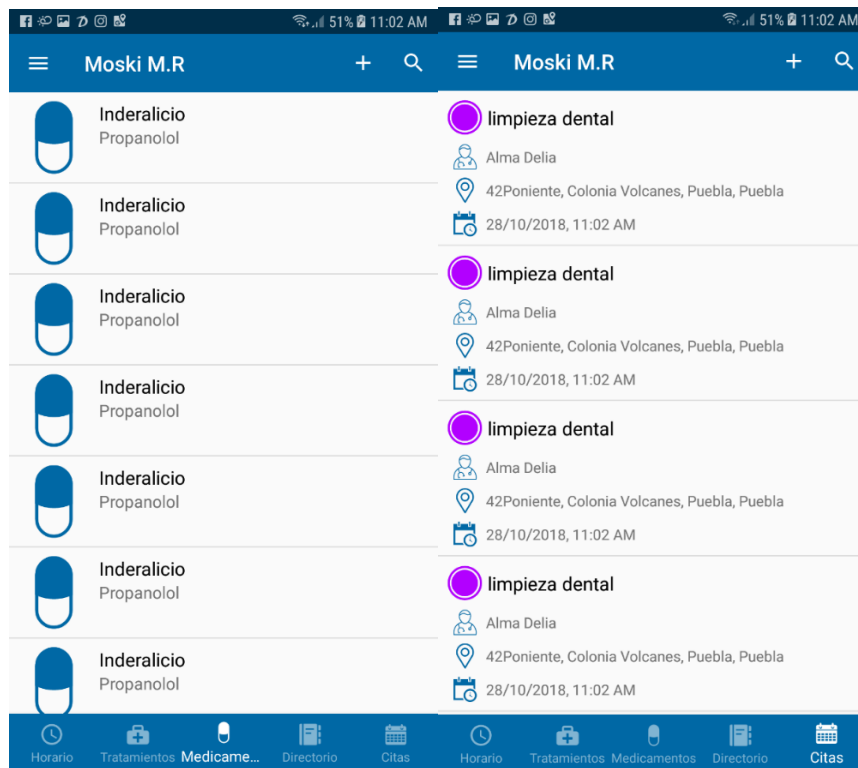 51% 11:02 AM
Moski M.R
Inderalicio
Propanolol
Inderalicio
Propanolol
Inderalicio
Propanolol
Inderalicio
Propanolol
Inderalicio
Propanolol
Inderalicio
Propanolol
Inderalicio
Propanolol
Horario Tratamientos Medicame... Directorio Citas
51% 11:02 AM
Moski M.R
limpieza dental
Alma Delia
42Poniente, Colonia Volcanes, Puebla, Puebla
28/10/2018, 11:02 AM
limpieza dental
Alma Delia
42Poniente, Colonia Volcanes, Puebla, Puebla
28/10/2018, 11:02 AM
limpieza dental
Alma Delia
42Poniente, Colonia Volcanes, Puebla, Puebla
28/10/2018, 11:02 AM
limpieza dental
Alma Delia
42Poniente, Colonia Volcanes, Puebla, Puebla
28/10/2018, 11:02 AM
Horario Tratamientos Medicamentos Directorio Citas